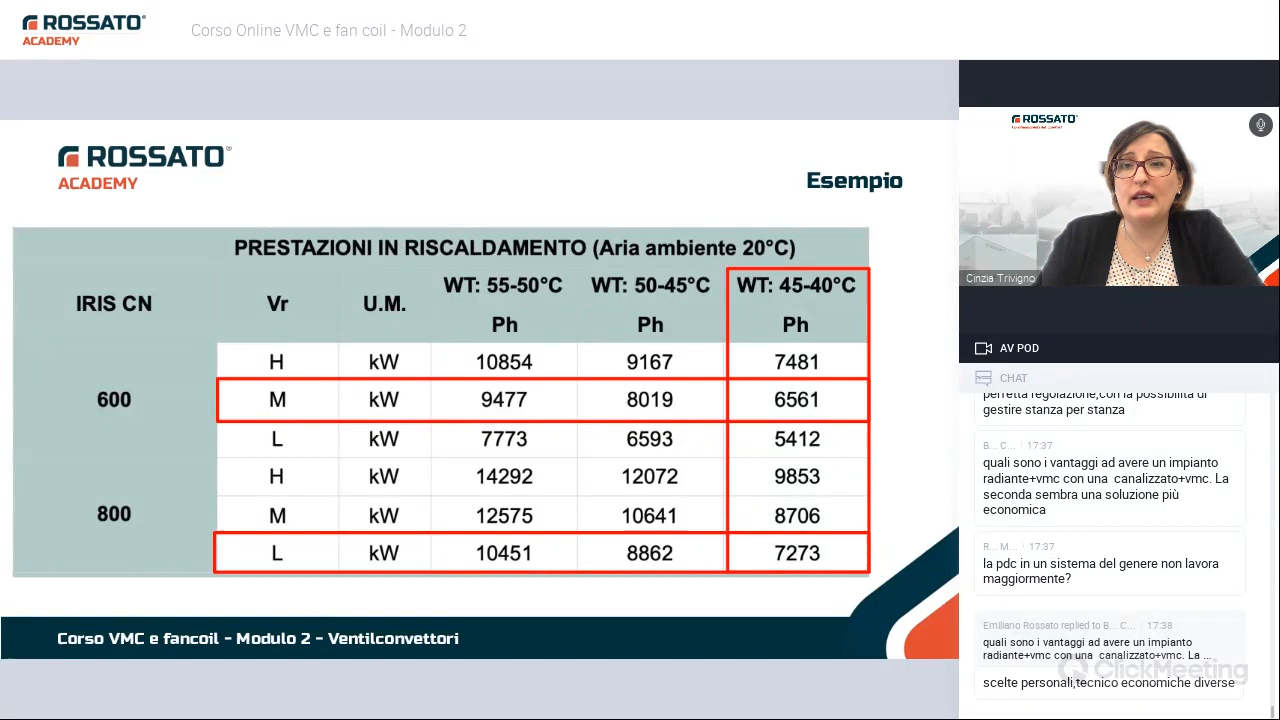 ROSSATO
ACADEMY
Corso Online VMC e fan coil - Modulo 2
ROSSATO
ACADEMY
Esempio
PRESTAZIONI IN RISCALDAMENTO (Aria ambiente 20°C)
IRIS CN Vr U.M. WT: 55-50°C WT: 50-45°C WT: 45-40°C
Ph Ph Ph
H kW 10854 9167 7481
600 M kW 9477 8019 6561
L kW 7773 6593 5412
H kW 14292 12072 9853
800 M kW 12575 10641 8706
L kW 10451 8862 7273
Corso VMC e fancoil - Modulo 2 - Ventilconvettori
ROSSATO
Cinzia Trivigno
AV POD
CHAT
perfetta regolazione,con la possibilità di
gestire stanza per stanza
B... C... 17:37
quali sono i vantaggi ad avere un impianto
radiante+vmc con una canalizzato+vmc. La
seconda sembra una soluzione più
economica
R... M... 17:37
la pdc in un sistema del genere non lavora
maggiormente?
Emiliano Rossato replied to B... C... 17:38
quali sono i vantaggi ad avere un impianto
radiante+vmc con una canalizzato+vmc. La ...
ClickMeeting
scelte personali,tecnico economiche diverse